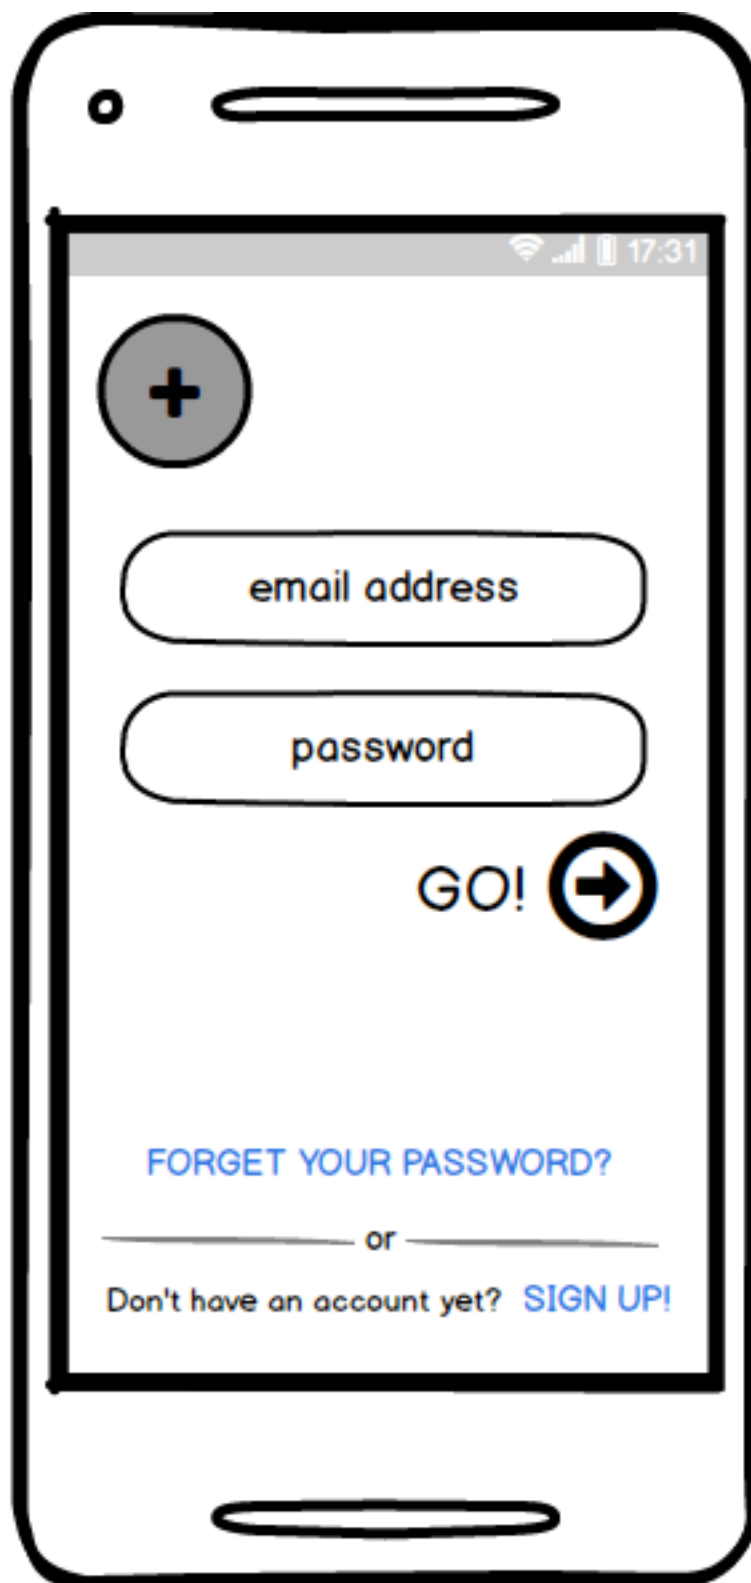 17:31
email address
password
GO!
FORGET YOUR PASSWORD?
or
Don't have an account yet? SIGN UP!